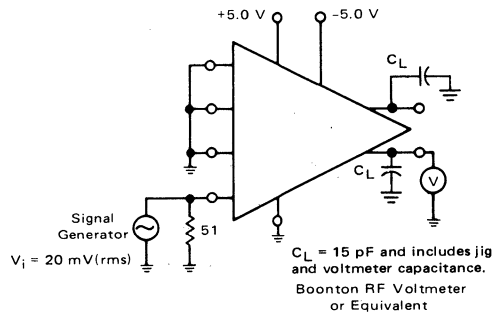 +5.0 V
-5.0 V
CL
CL
V
51
Signal
Generator
Vi = 20 mV(rms)
CL = 15 pF and includes jig
and voltmeter capacitance.
Boonton RF Voltmeter
or Equivalent